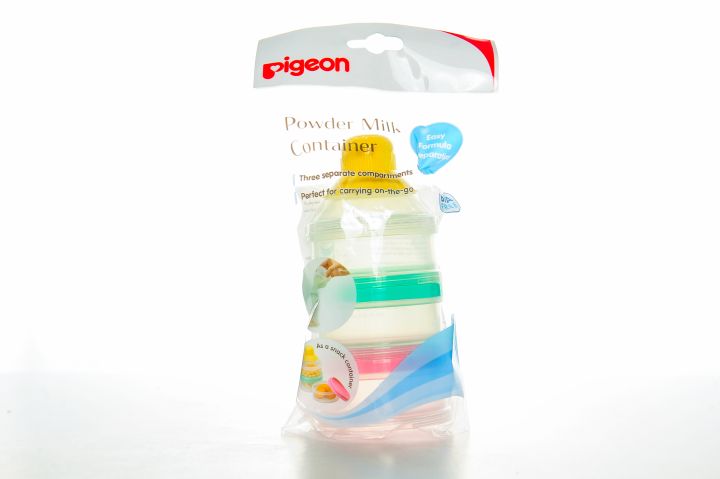 pigeon
Powder Milk
Container
Easy
Formula
Three separate compartments
Perfect for carrying on-the-go
As a snack container